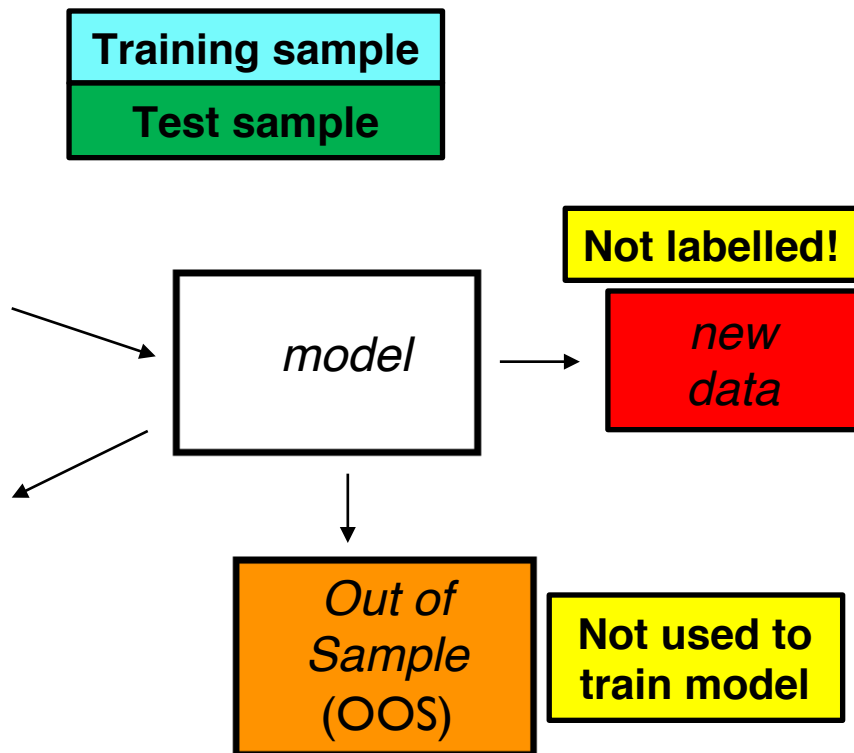 Training sample
Test sample
Not labelled!
model
new
data
Out of
Sample
(OOS)
Not used to
train model